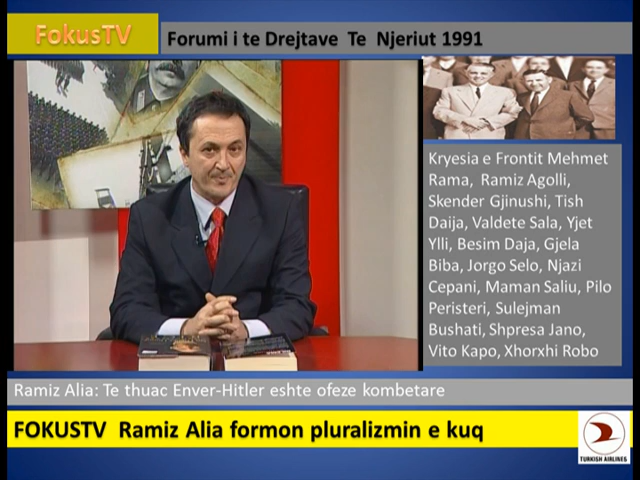 FokusTV
Forumi i te Drejtave Te Njeriut 1991
Kryesia e Frontit Mehmet
Rama, Ramiz Agolli,
Skender Gjinushi, Tish
Daija, Valdete Sala, Yjet
Ylli, Besim Daja, Gjela
Biba, Jorgo Selo, Njazi
Cepani, Maman Saliu, Pilo
Peristeri, Sulejman
Bushati, Shpresa Jano,
Vito Kapo, Xhorxhi Robo
Ramiz Alia: Te thuac Enver-Hitler eshte ofeze kombetare
FOKUSTV Ramiz Alia formon pluralizmin e kuq
TURKISH AIRLINES